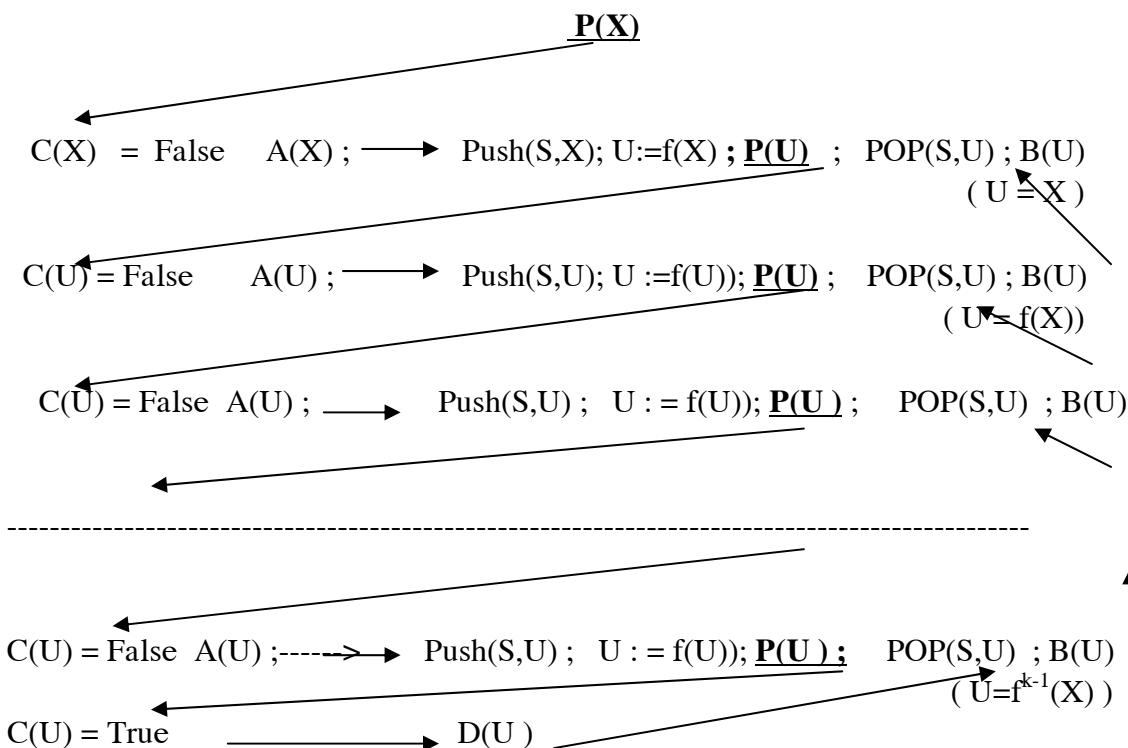 P(X)
C(X) = False A(X) ; Push(S,X); U:=f(X) ; P(U) ; POP(S,U) ; B(U)
( U = X )
C(U) = False A(U) ; Push(S,U); U :=f(U)); P(U) ; POP(S,U) ; B(U)
( U = f(X))
C(U) = False A(U) ; Push(S,U) ; U : = f(U)); P(U ) ; POP(S,U) ; B(U)
C(U) = False A(U) ;------> Push(S,U) ; U : = f(U)); P(U ) ; POP(S,U) ; B(U)
( U=f^{k-1}(X) )
C(U) = True D(U )